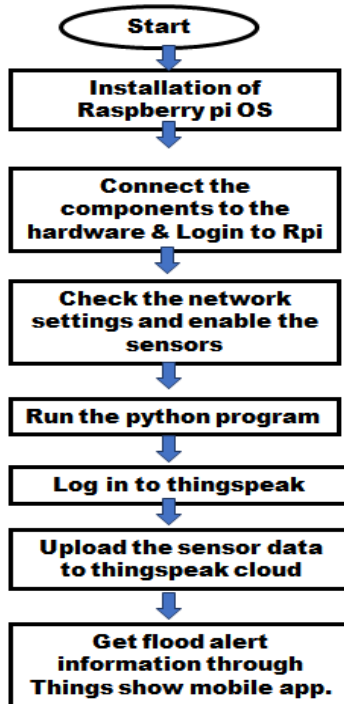 Start
Installation of
Raspberry pi OS
Connect the
components to the
hardware & Login to Rpi
Check the network
settings and enable the
sensors
Run the python program
Log in to thingspeak
Upload the sensor data
to thingspeak cloud
Get flood alert
information through
Things show mobile app.